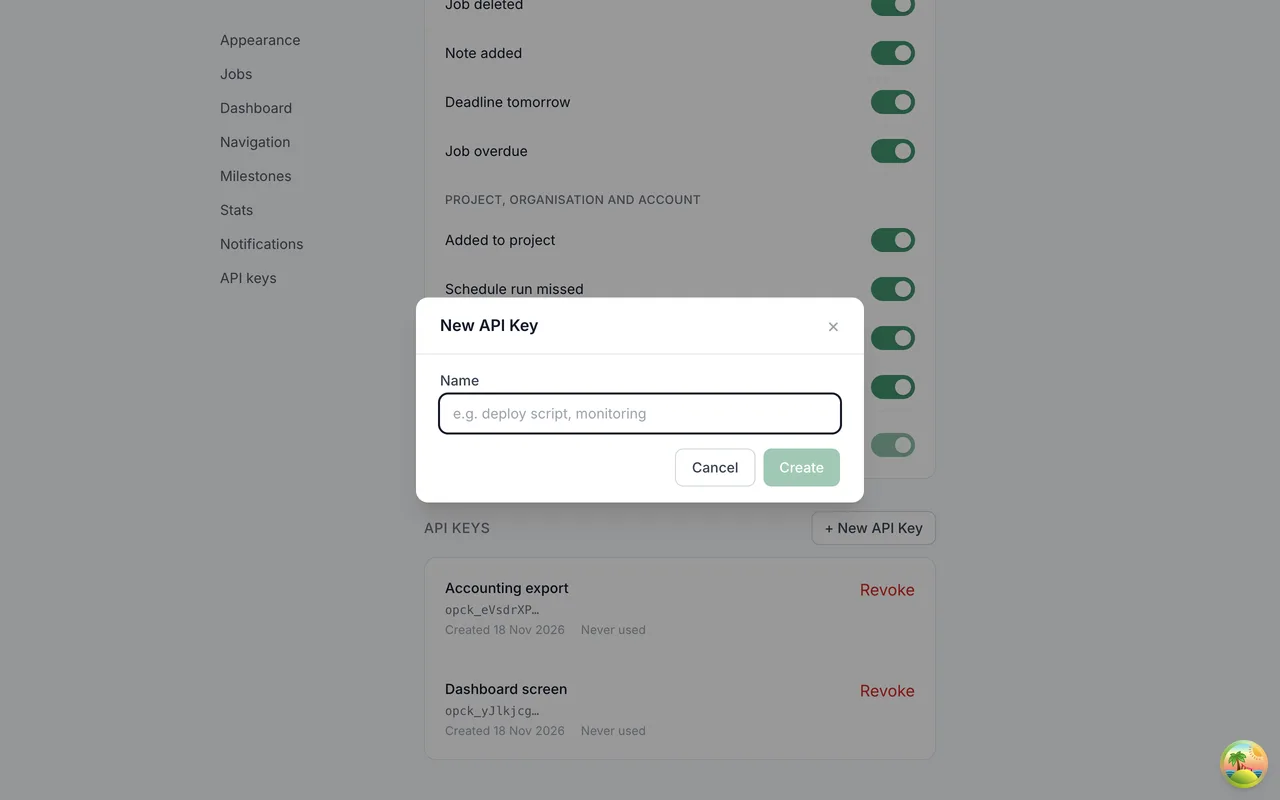 Appearance
Jobs
Dashboard
Navigation
Milestones
Stats
Notifications
API keys
Job deleted
Note added
Deadline tomorrow
Job overdue
PROJECT, ORGANISATION AND ACCOUNT
Added to project
Schedule run missed
New API Key
×
Name
e.g. deploy script, monitoring
Cancel
Create
API KEYS
+ New API Key
Accounting export
Revoke
opck_eVsdrXP…
Created 18 Nov 2026 Never used
Dashboard screen
Revoke
opck_yJlkjcg…
Created 18 Nov 2026 Never used